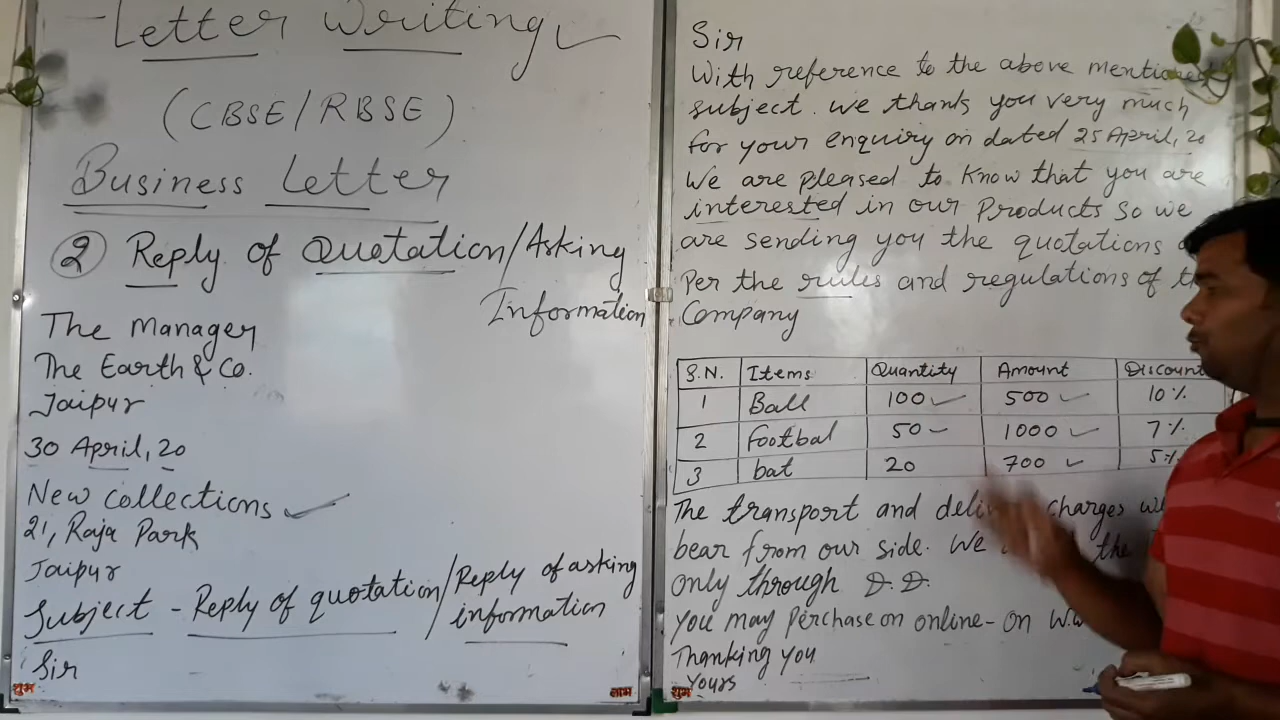 Letter Writing
(CBSE/RBSE)
Business Letter
2 Reply of Quotation/Asking
Information
The Manager
The Earth & Co.
Jaipur
30 April, 20
New collections
21, Raja Park
Jaipur
Subject - Reply of quotation/Reply of asking
information
Sir
शुभ
लाभ
Sir
With reference to the above mentioned
subject. We thank you very much
for your enquiry on dated 25 April, 20
We are pleased to know that you are
interested in our products so we
are sending you the quotations
Per the rules and regulations of
Company
S.N. Items Quantity Amount Discount
1 Ball 100 500 10%
2 Footbal 50 1000 7%
3 bat 20 700 5%
The transport and charges
bear from our side. We the
only through D.D.
You may perchase on online - on
Thanking you
Yours
शुभ